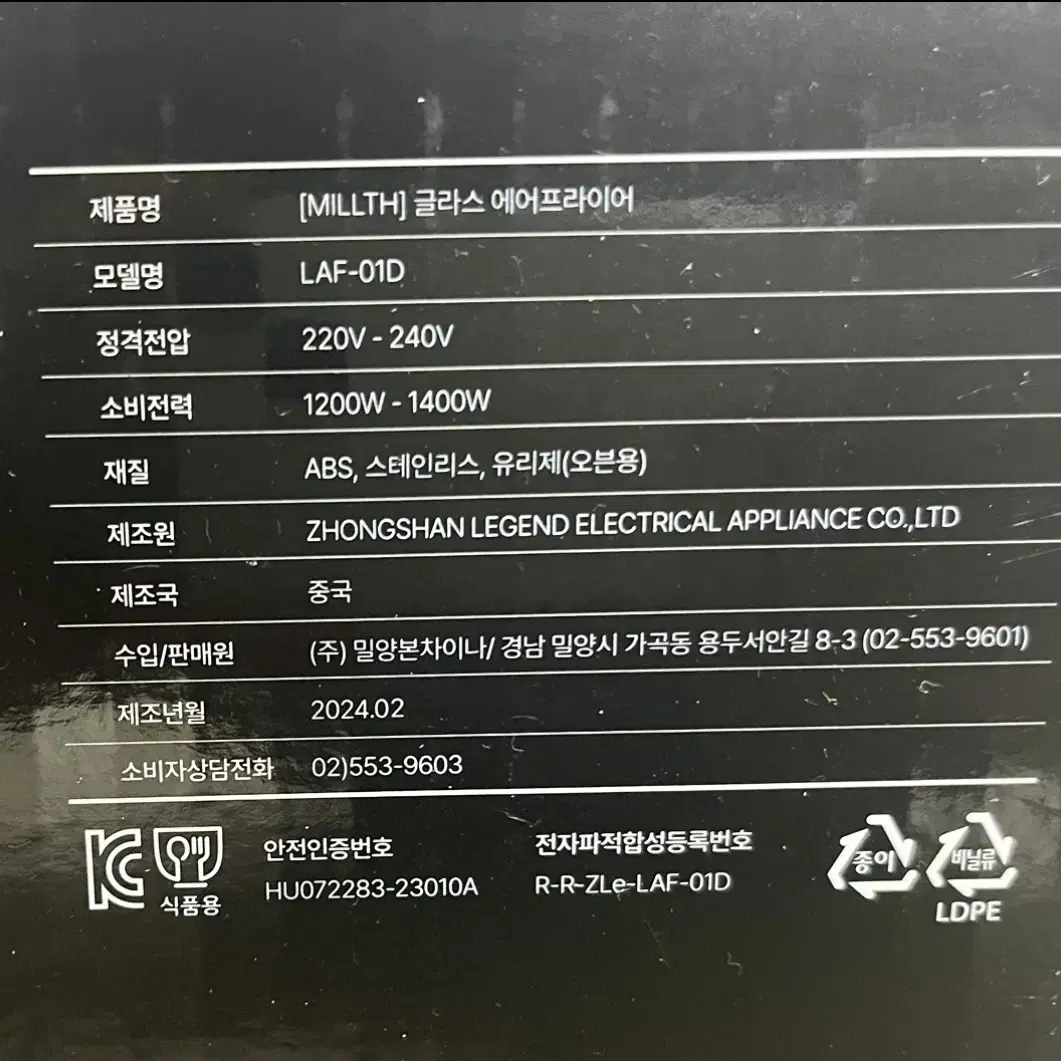 제품명 [MILLTH] 글라스 에어프라이어
모델명 LAF-01D
정격전압 220V - 240V
소비전력 1200W - 1400W
재질 ABS, 스테인리스, 유리제(오븐용)
제조원 ZHONGSHAN LEGEND ELECTRICAL APPLIANCE CO.,LTD
제조국 중국
수입/판매원 (주) 밀양본차이나/ 경남 밀양시 가곡동 용두서안길 8-3 (02-553-9601)
제조년월 2024.02
소비자상담전화 02)553-9603
안전인증번호 전자파적합성등록번호
HU072283-23010A R-R-ZLe-LAF-01D
KC 식품용 종이 비닐류
LDPE